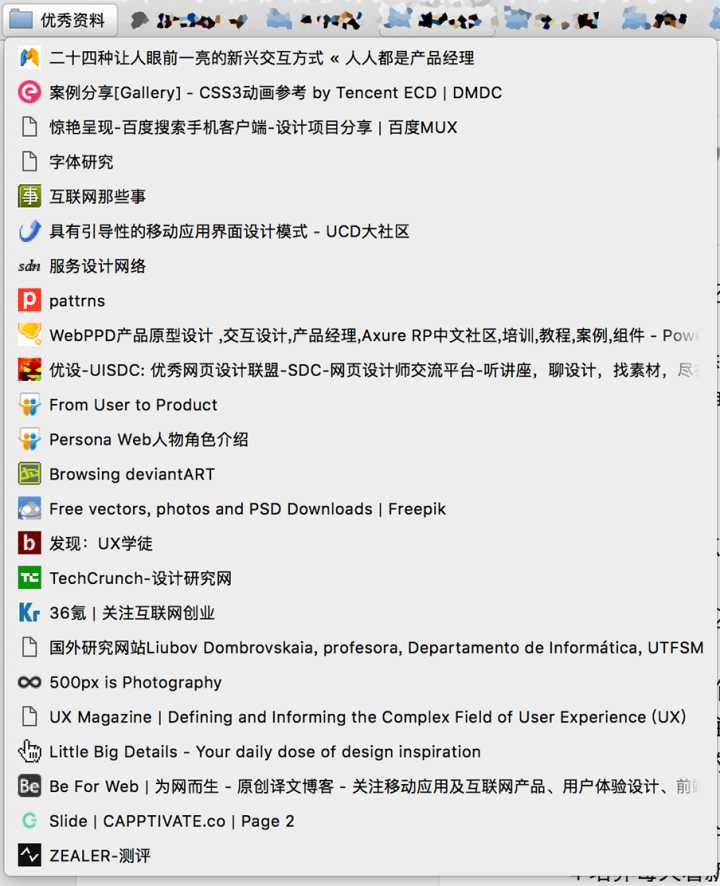 优秀资料
二十四种让人眼前一亮的新兴交互方式 « 人人都是产品经理
案例分享[Gallery] - CSS3动画参考 by Tencent ECD | DMDC
惊艳呈现-百度搜索手机客户端-设计项目分享 | 百度MUX
字体研究
互联网那些事
具有引导性的移动应用界面设计模式 - UCD大社区
服务设计网络
pattrns
WebPPD产品原型设计 ,交互设计,产品经理,Axure RP中文社区,培训,教程,案例,组件 - Pow
优设-UISDC: 优秀网页设计联盟-SDC-网页设计师交流平台-听讲座，聊设计，找素材，尽
From User to Product
Persona Web人物角色介绍
Browsing deviantART
Free vectors, photos and PSD Downloads | Freepik
发现：UX学徒
TechCrunch-设计研究网
36氪 | 关注互联网创业
国外研究网站Liubov Dombrovskaia, profesora, Departamento de Informática, UTFSM
500px is Photography
UX Magazine | Defining and Informing the Complex Field of User Experience (UX)
Little Big Details - Your daily dose of design inspiration
Be For Web | 为网而生 - 原创译文博客 - 关注移动应用及互联网产品、用户体验设计、前
Slide | CAPPTIVATE.co | Page 2
ZEALER-测评